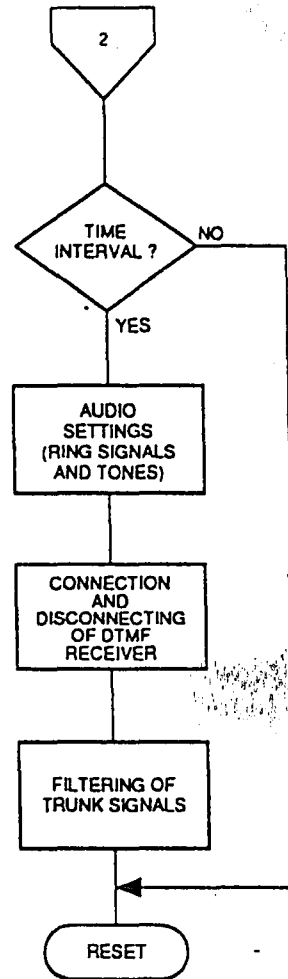 2
TIME
INTERVAL ?
NO
YES
AUDIO
SETTINGS
(RING SIGNALS
AND TONES)
CONNECTION
AND
DISCONNECTING
OF DTMF
RECEIVER
FILTERING OF
TRUNK SIGNALS
RESET